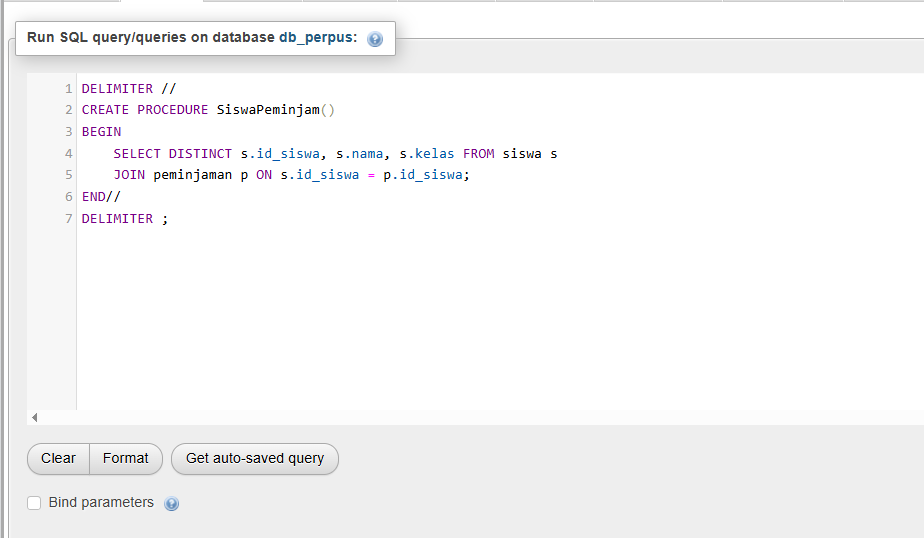 Run SQL query/queries on database db_perpus:
1 DELIMITER //
2 CREATE PROCEDURE SiswaPeminjam()
3 BEGIN
4 SELECT DISTINCT s.id_siswa, s.nama, s.kelas FROM siswa s
5 JOIN peminjaman p ON s.id_siswa = p.id_siswa;
6 END//
7 DELIMITER ;
Clear Format Get auto-saved query
Bind parameters